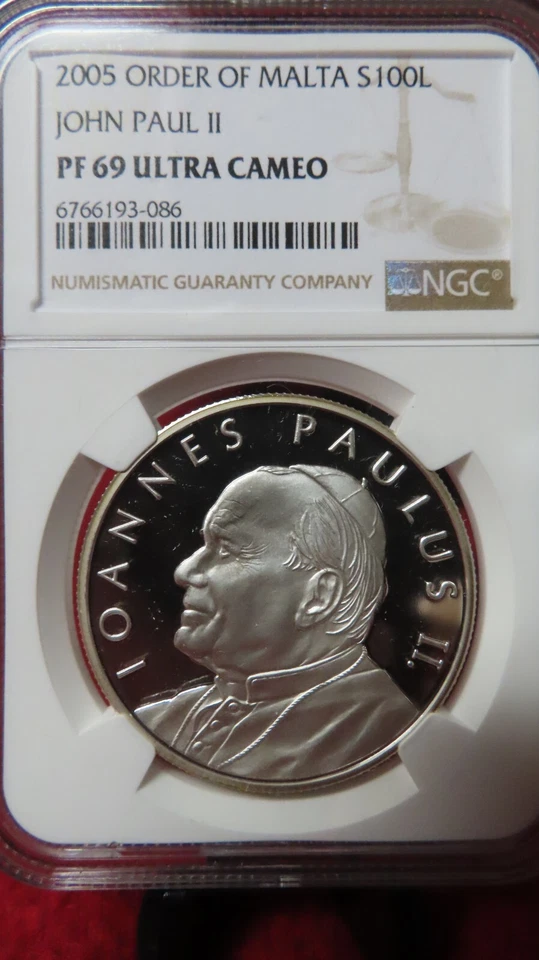 2005 ORDER OF MALTA S100L
JOHN PAUL II
PF 69 ULTRA CAMEO
6766193-086
NUMISMATIC GUARANTY COMPANY
NGC®
IOANNES PAULUS II.